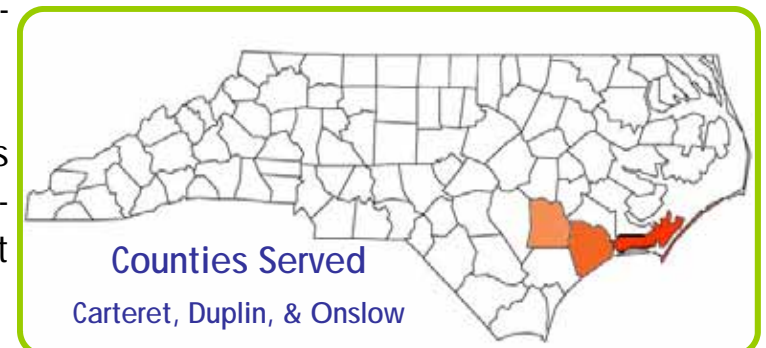 -
s
-
t
Counties Served
Carteret, Duplin, & Onslow